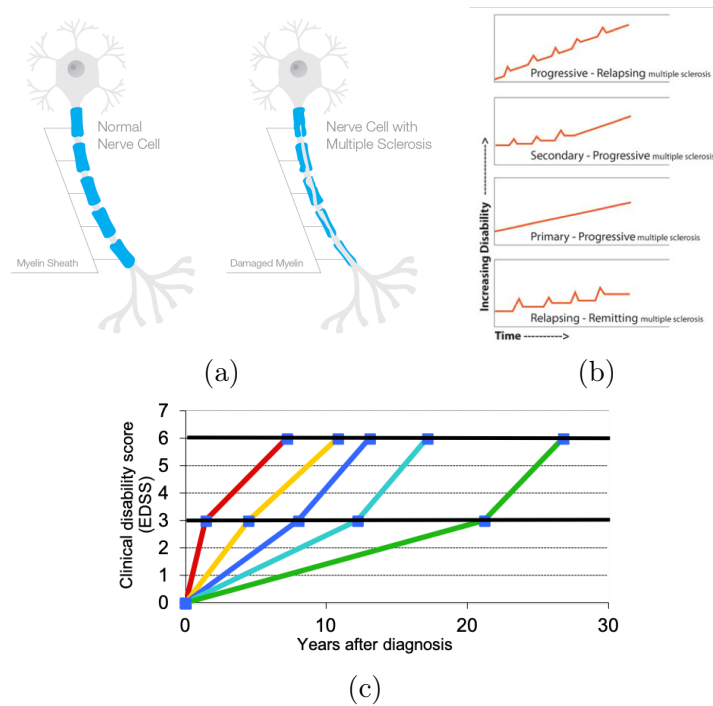 Normal
Nerve Cell
Myelin Sheath
Nerve Cell with
Multiple Sclerosis
Damaged Myelin
(a)
Progressive - Relapsing multiple sclerosis
Secondary - Progressive multiple sclerosis
Primary - Progressive multiple sclerosis
Relapsing - Remitting multiple sclerosis
Increasing Disability ---------->
Time ----------->
(b)
Clinical disability score
(EDSS)
7
6
5
4
3
2
1
0
0 10 20 30
Years after diagnosis
(c)